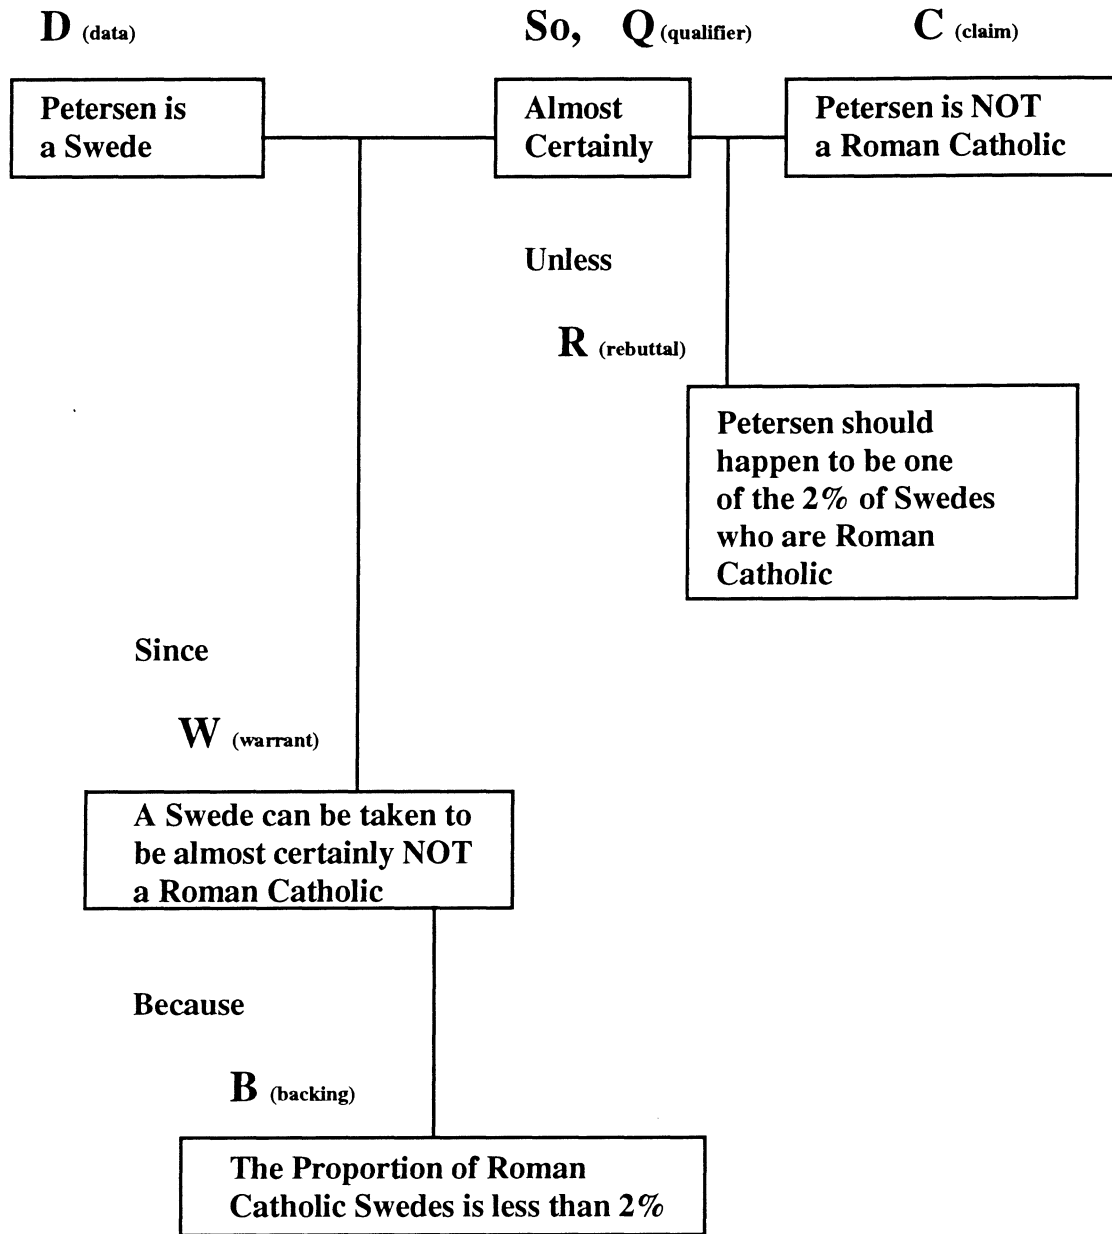 D (data)
So, Q (qualifier)
C (claim)
Petersen is
a Swede
Almost
Certainly
Petersen is NOT
a Roman Catholic
Unless
R (rebuttal)
Petersen should
happen to be one
of the 2% of Swedes
who are Roman
Catholic
Since
W (warrant)
A Swede can be taken to
be almost certainly NOT
a Roman Catholic
Because
B (backing)
The Proportion of Roman
Catholic Swedes is less than 2%